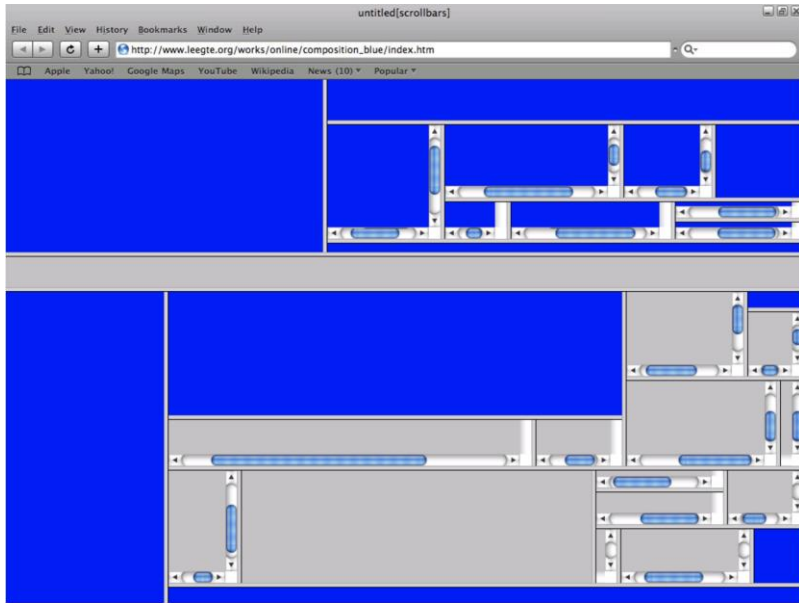 untitled[scrollbars]
File Edit View History Bookmarks Window Help
http://www.leegte.org/works/online/composition_blue/index.htm
Apple Yahoo! Google Maps YouTube Wikipedia News (10) Popular